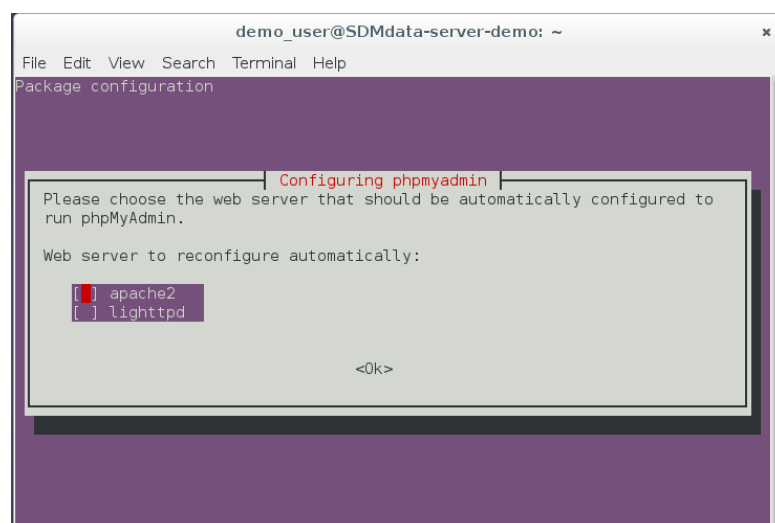 demo_user@SDMdata-server-demo: ~ ×
File Edit View Search Terminal Help
Package configuration
Configuring phpmyadmin
Please choose the web server that should be automatically configured to
run phpMyAdmin.
Web server to reconfigure automatically:
[ ] apache2
[ ] lighttpd
<Ok>